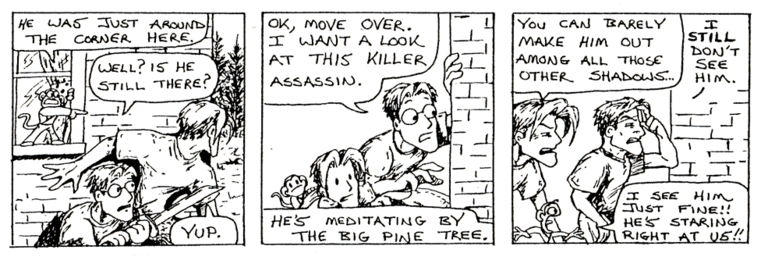 HE WAS JUST AROUND
THE CORNER HERE.
WELL? IS HE
STILL THERE?
YUP.
OK, MOVE OVER.
I WANT A LOOK
AT THIS KILLER
ASSASSIN.
HE'S MEDITATING BY
THE BIG PINE TREE.
YOU CAN BARELY
MAKE HIM OUT
AMONG ALL THOSE
OTHER SHADOWS...
I
STILL
DON'T
SEE
HIM.
I SEE HIM
JUST FINE!!
HE'S STARING
RIGHT AT US!!